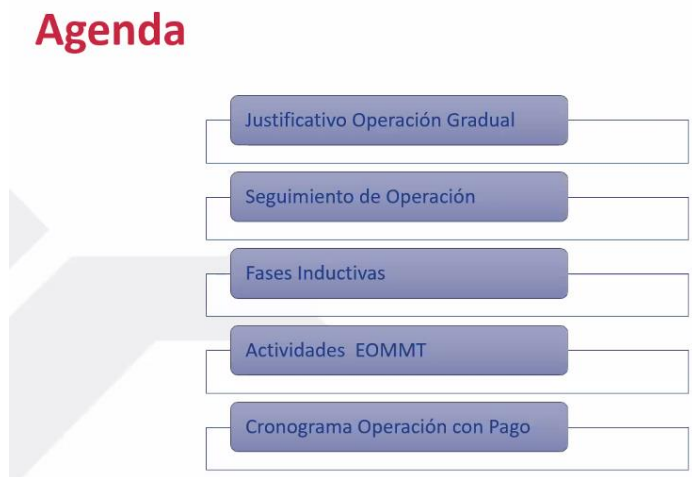 Agenda
Justificativo Operación Gradual
Seguimiento de Operación
Fases Inductivas
Actividades EOMMT
Cronograma Operación con Pago